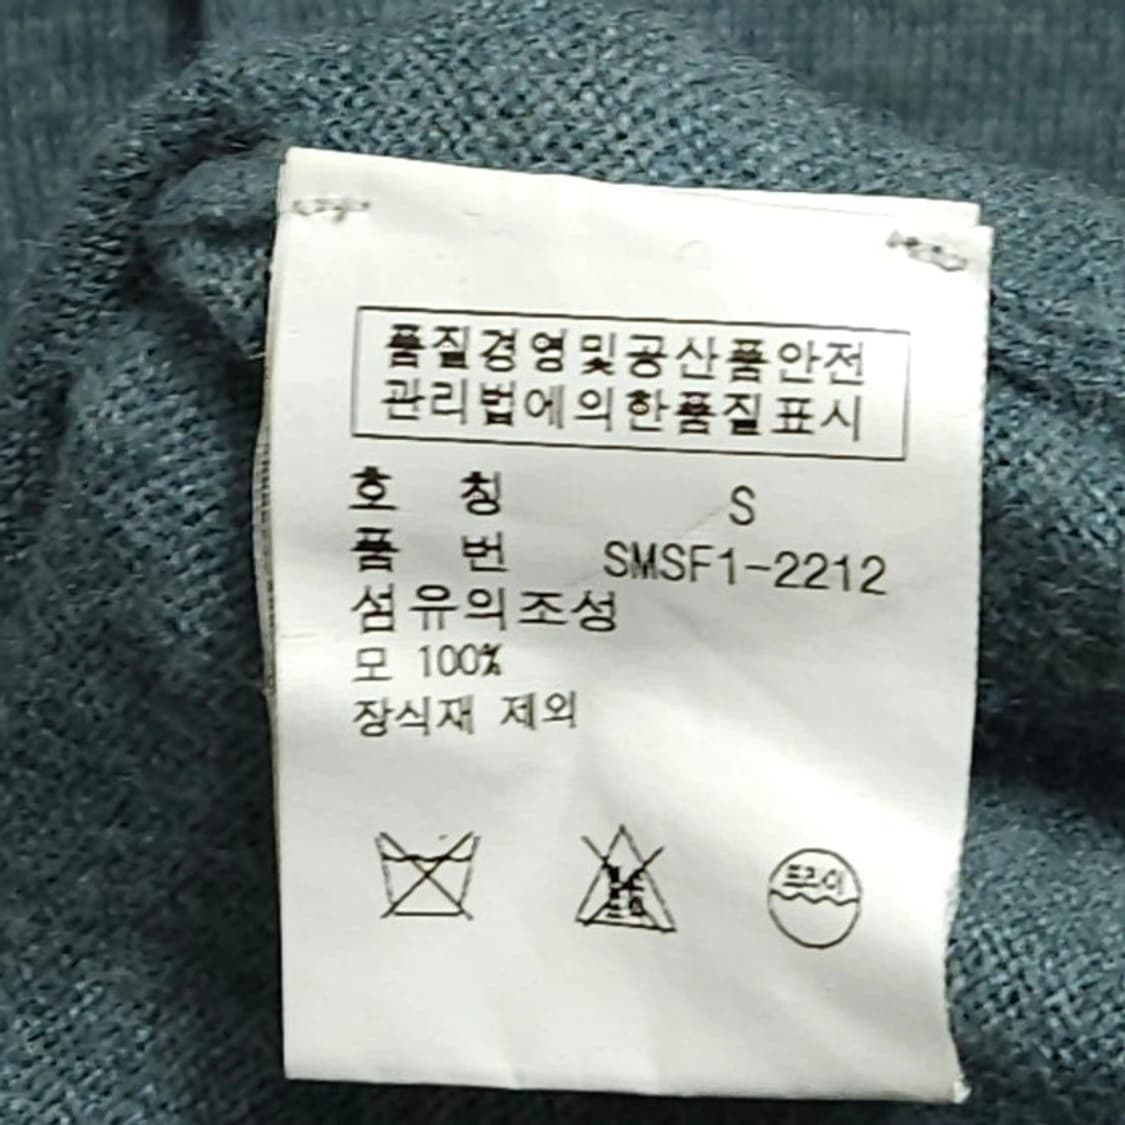 품질경영및공산품안전
관리법에의한품질표시
호 칭 S
품 번 SMSF1-2212
섬유의조성
모 100%
장식재 제외
드라이